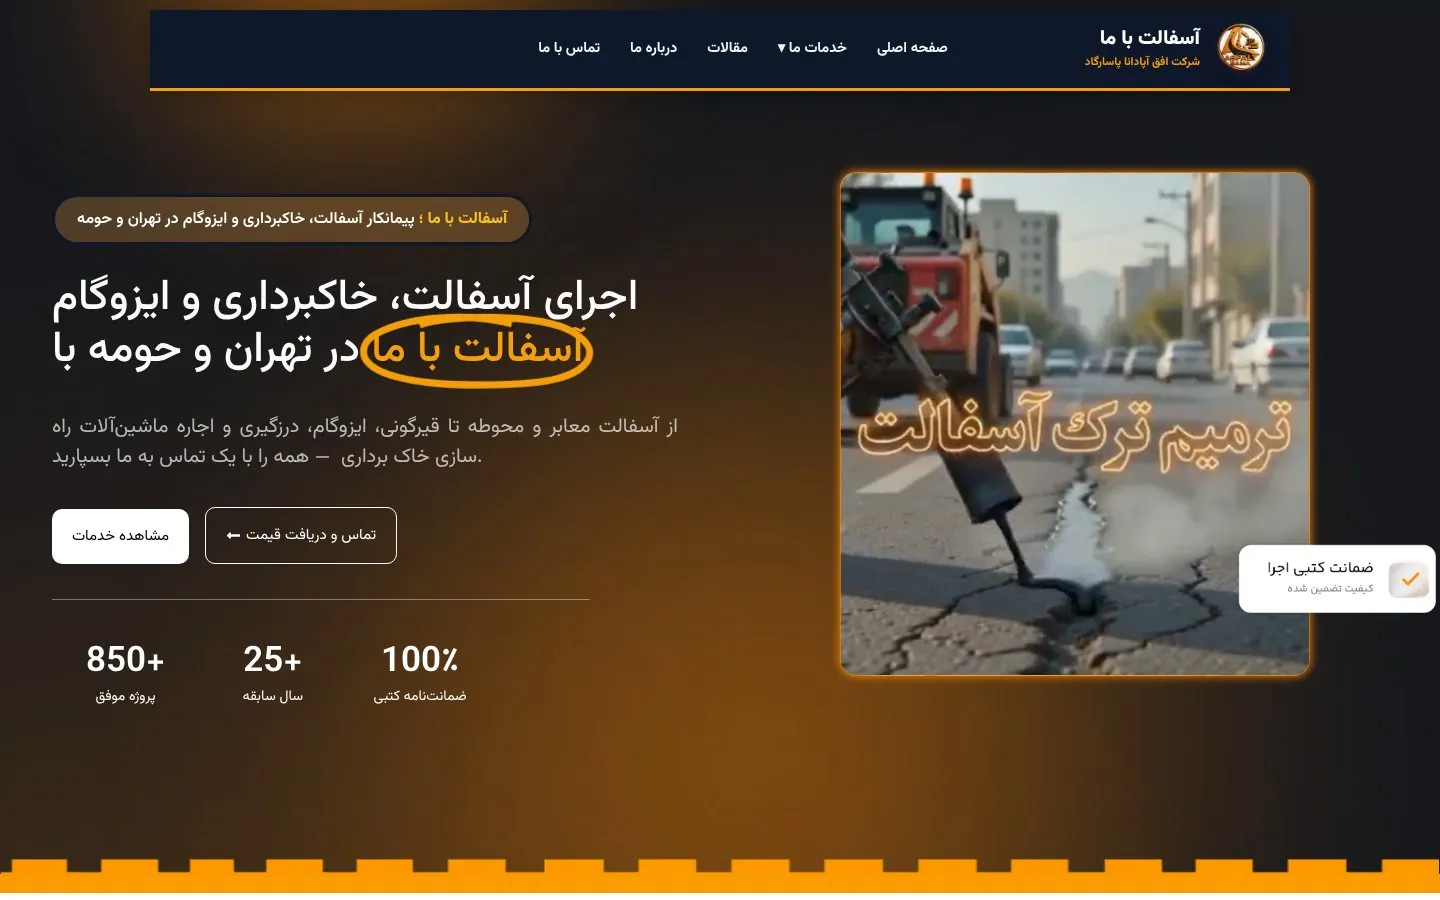 آسفالت با ما
شرکت افق آپادانا پاسارگاد
صفحه اصلی
خدمات ما ▾
مقالات
درباره ما
تماس با ما
آسفالت با ما ؛ پیمانکار آسفالت، خاکبرداری و ایزوگام در تهران و حومه
اجرای آسفالت، خاکبرداری و ایزوگام
آسفالت با ما در تهران و حومه با
از آسفالت معابر و محوطه تا قیرگونی، ایزوگام، درزگیری و اجاره ماشین‌آلات راه
سازی خاک برداری – همه را با یک تماس به ما بسپارید.
تماس و دریافت قیمت ←
مشاهده خدمات
100٪
ضمانت‌نامه کتبی
25+
سال سابقه
850+
پروژه موفق
ترمیم ترک آسفالت
ضمانت کتبی اجرا
کیفیت تضمین شده